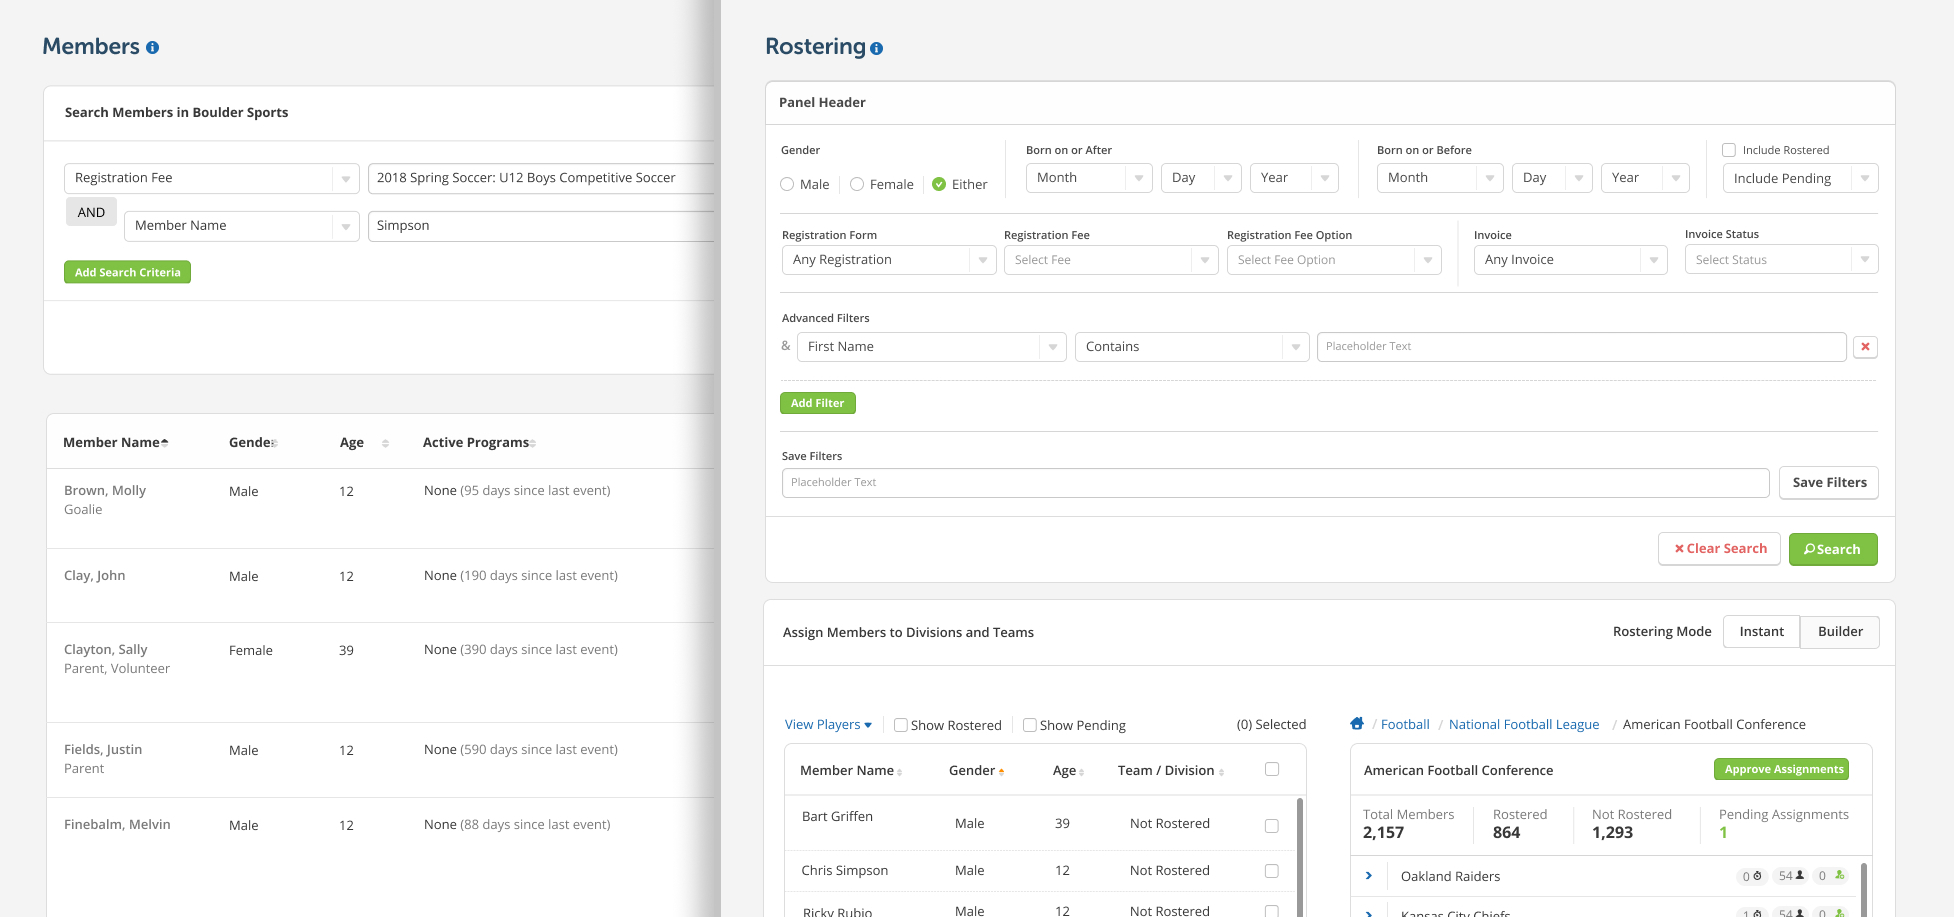 Members
Search Members in Boulder Sports
Registration Fee
2018 Spring Soccer: U12 Boys Competitive Soccer
AND
Member Name
Simpson
Add Search Criteria
Member Name Gender Age Active Programs
Brown, Molly
Goalie
Male 12 None (95 days since last event)
Clay, John Male 12 None (190 days since last event)
Clayton, Sally
Parent, Volunteer
Female 39 None (390 days since last event)
Fields, Justin
Parent
Male 12 None (590 days since last event)
Finebalm, Melvin Male 12 None (88 days since last event)
Rostering
Panel Header
Gender
Male Female Either
Born on or After
Month Day Year
Born on or Before
Month Day Year
Include Rostered
Include Pending
Registration Form
Any Registration
Registration Fee
Select Fee
Registration Fee Option
Select Fee Option
Invoice
Any Invoice
Invoice Status
Select Status
Advanced Filters
& First Name Contains Placeholder Text
Add Filter
Save Filters
Placeholder Text
Save Filters
Clear Search Search
Assign Members to Divisions and Teams
Rostering Mode Instant Builder
View Players Show Rostered Show Pending (0) Selected
Member Name Gender Age Team / Division
Bart Griffen Male 39 Not Rostered
Chris Simpson Male 12 Not Rostered
Ricky Rubio Male 12 Not Rostered
/ Football / National Football League / American Football Conference
American Football Conference Approve Assignments
Total Members
2,157
Rostered
864
Not Rostered
1,293
Pending Assignments
1
Oakland Raiders 0 54 0
Kansas City Chiefs 1 54 0